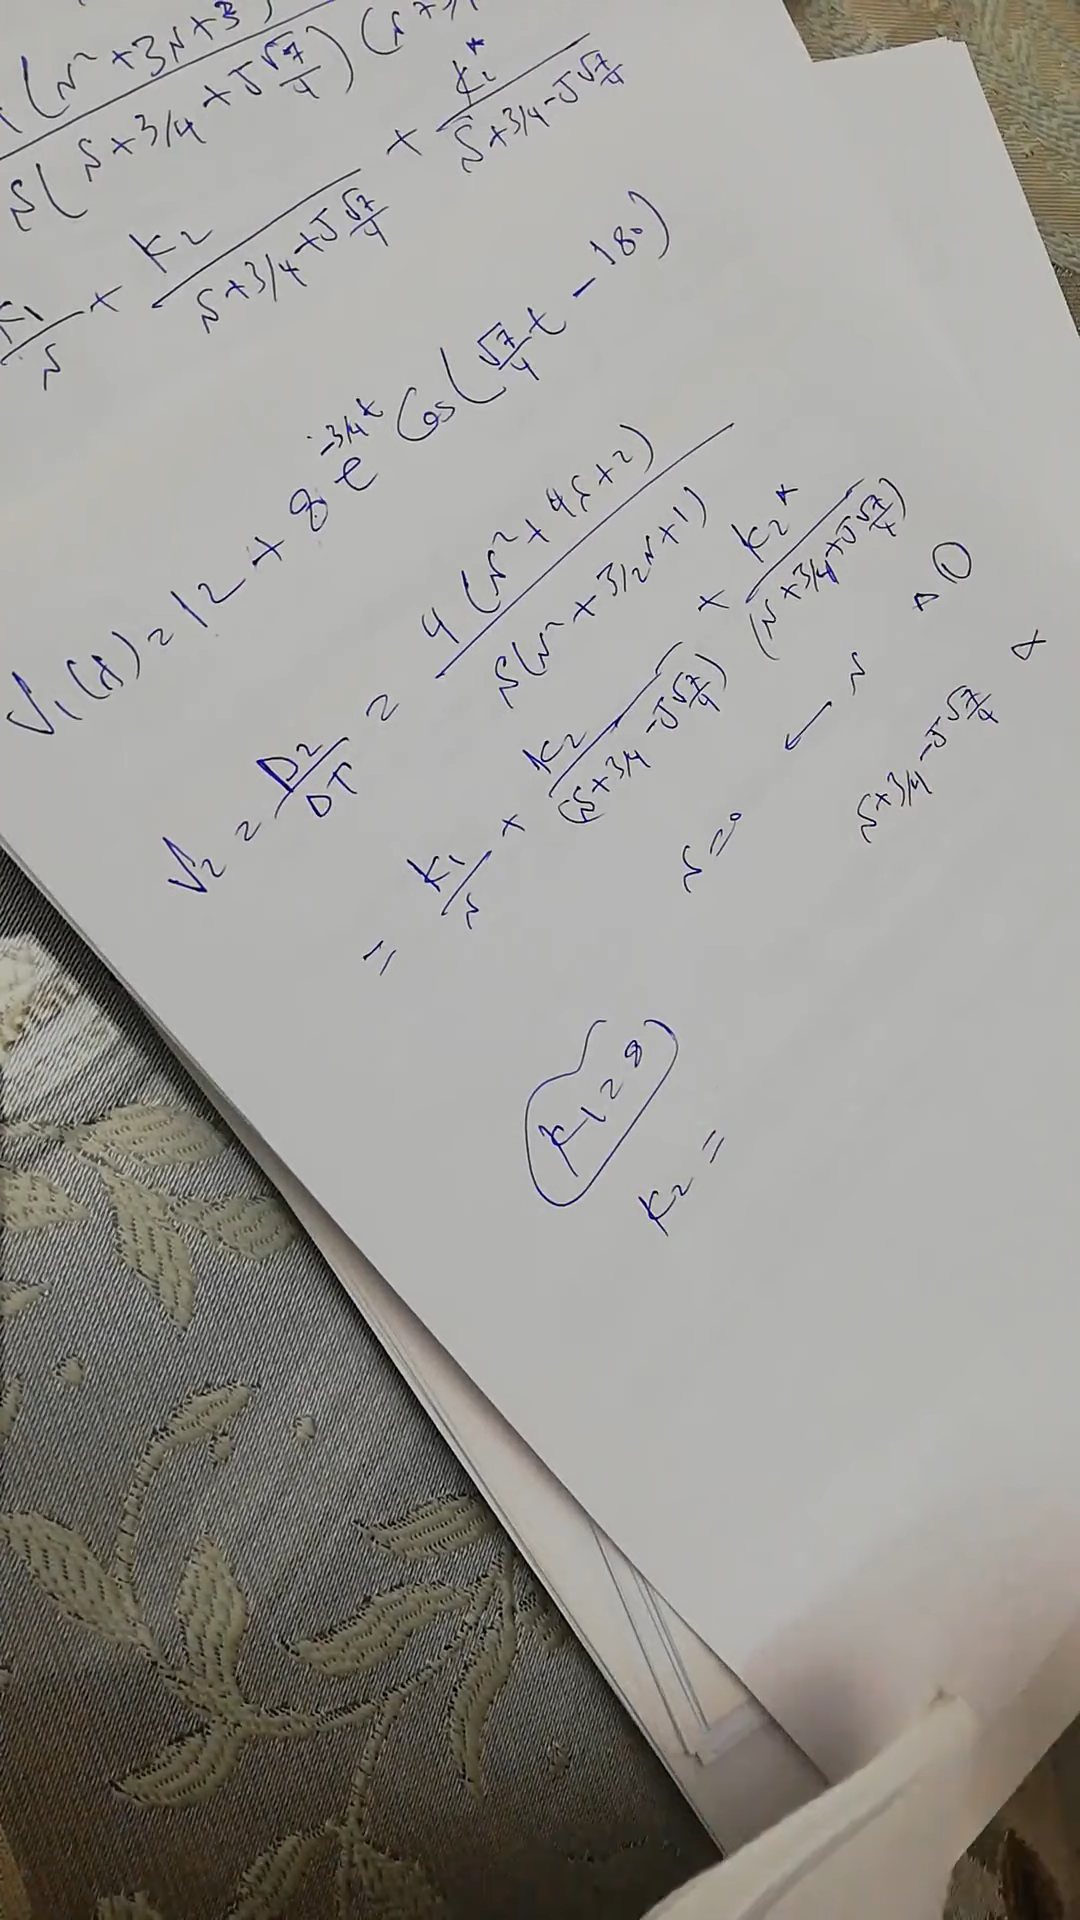 (s² + 3s + 3)
s(s + 3/4 + J √7/4)(s + 3/
K1/s + K2/(s + 3/4 + J √7/4) + K2*/(s + 3/4 - J √7/4)
V1(t) = 12 + 8 e^(-3/4 t) Cos(√7/4 t - 180)
V2 = D2/DT = 4(s² + 4s + 2)/(s(s² + 3/2 s + 1))
= K1/s + K2/(s + 3/4 - J √7/4) + K2*/(s + 3/4 + J √7/4)
s = 0 ← s
s + 3/4 - J √7/4
K1 = 8
K2 =